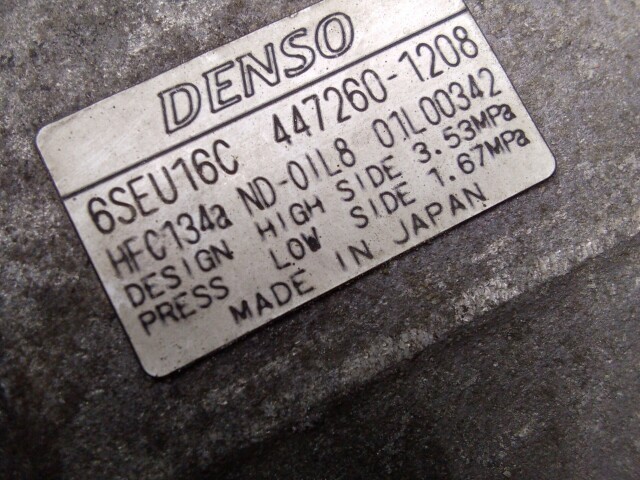 DENSO
6SEU16C 447260-1208
HFC134a ND-OIL8 01L00342
DESIGN HIGH SIDE 3.53MPa
PRESS LOW SIDE 1.67MPa
MADE IN JAPAN